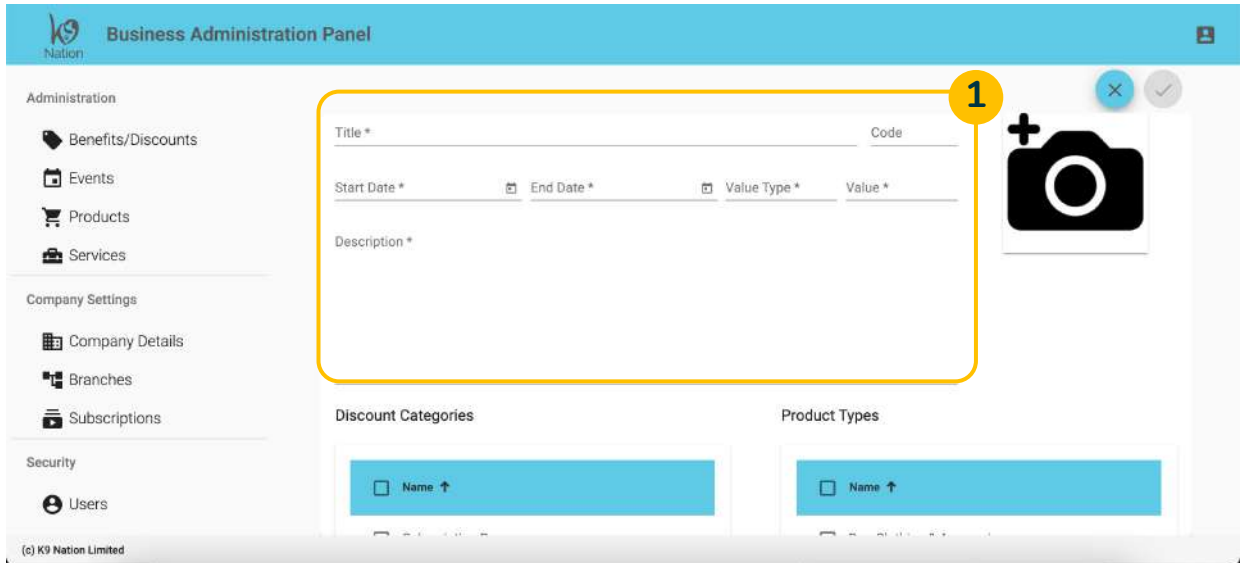 K9
Nation
Business Administration Panel
Administration
Benefits/Discounts
Events
Products
Services
Company Settings
Company Details
Branches
Subscriptions
Security
Users
(c) K9 Nation Limited
1
Title *
Code
Start Date *
End Date *
Value Type *
Value *
Description *
Discount Categories
Product Types
Name
Name